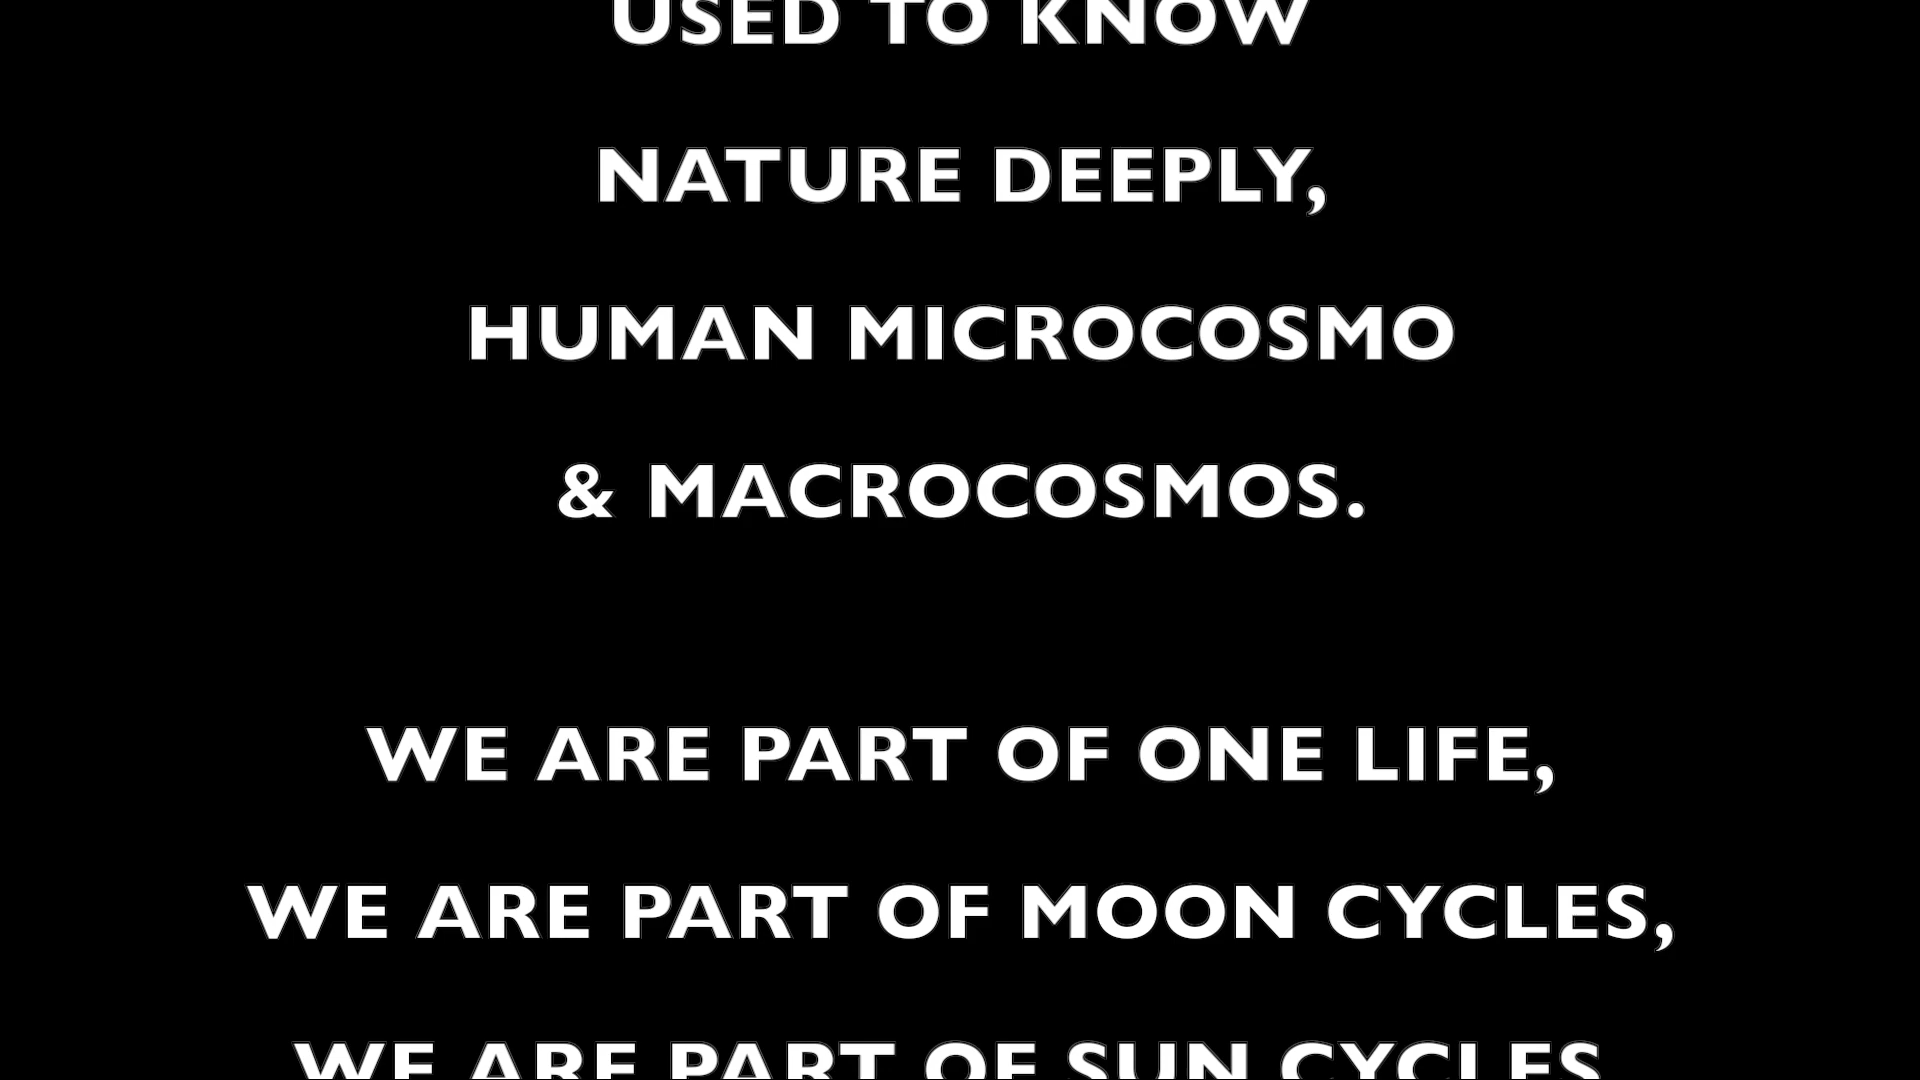 USED TO KNOW
NATURE DEEPLY,
HUMAN MICROCOSMO
& MACROCOSMOS.
WE ARE PART OF ONE LIFE,
WE ARE PART OF MOON CYCLES,
WE ARE PART OF SUN CYCLES